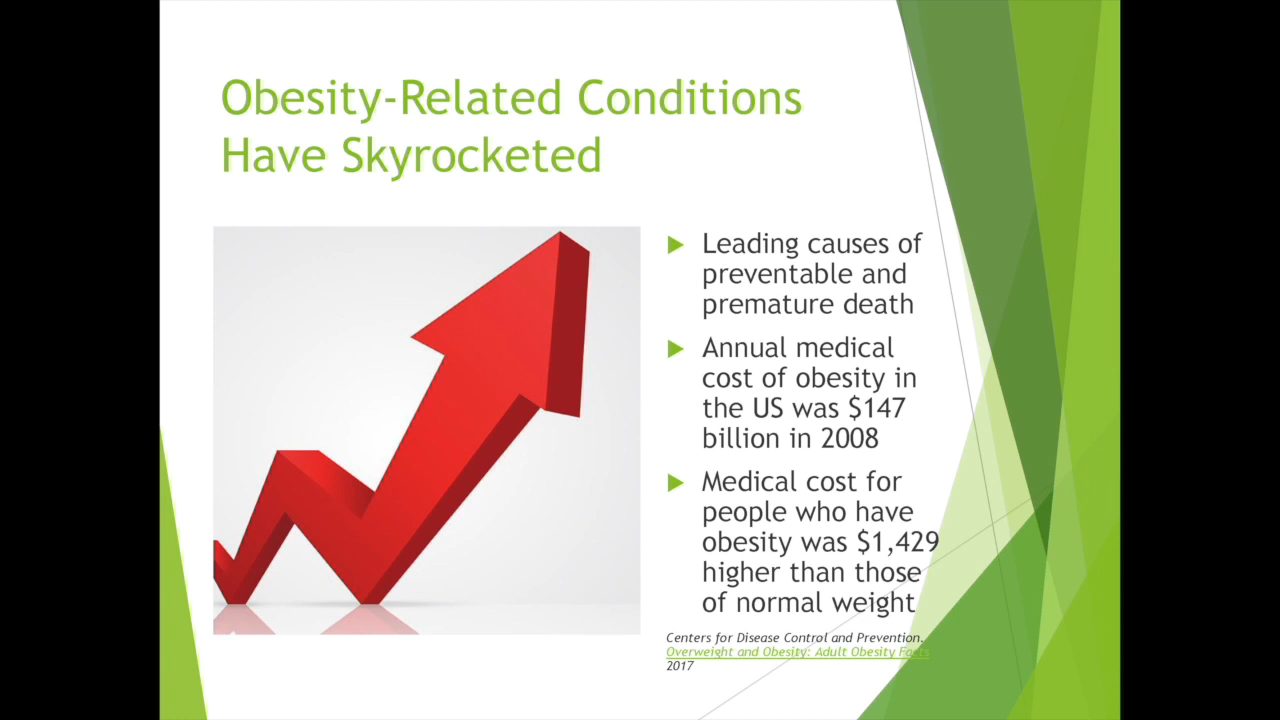 Obesity-Related Conditions
Have Skyrocketed
Leading causes of
preventable and
premature death
Annual medical
cost of obesity in
the US was $147
billion in 2008
Medical cost for
people who have
obesity was $1,429
higher than those
of normal weight
Centers for Disease Control and Prevention.
Overweight and Obesity: Adult Obesity Facts
2017